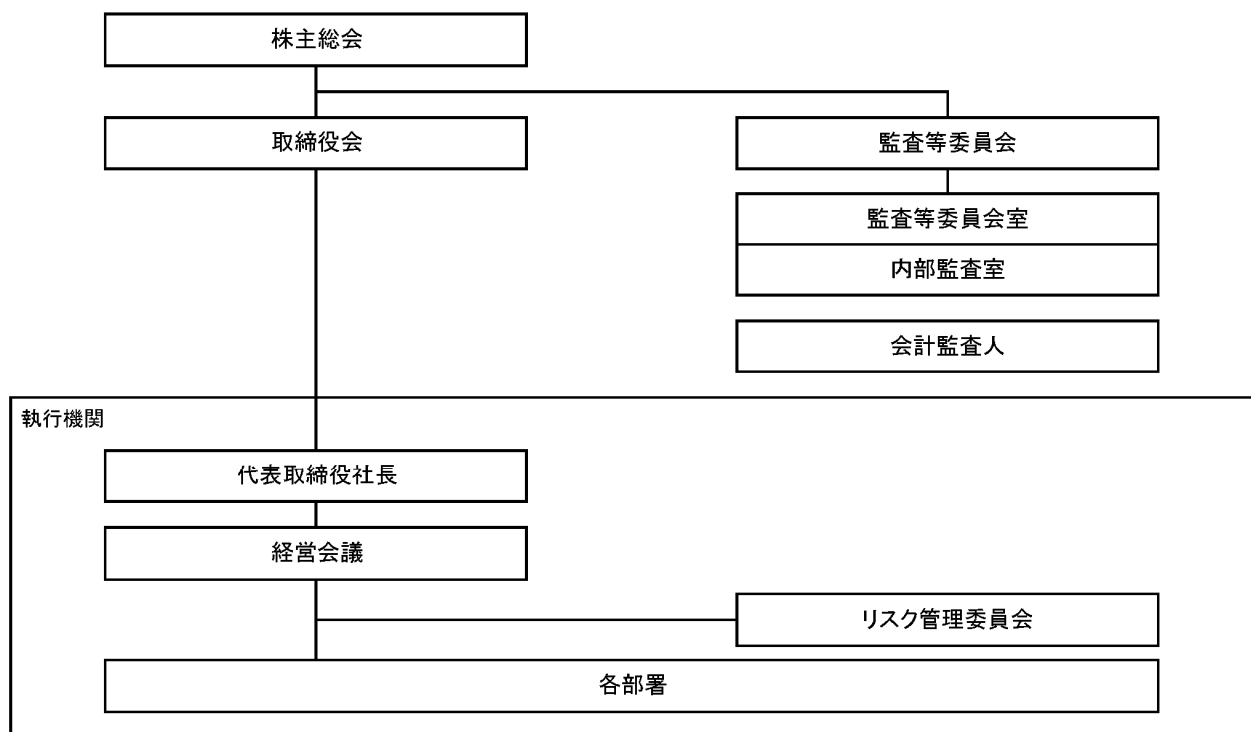 株主総会
取締役会
監査等委員会
監査等委員会室
内部監査室
会計監査人
執行機関
代表取締役社長
経営会議
リスク管理委員会
各部署